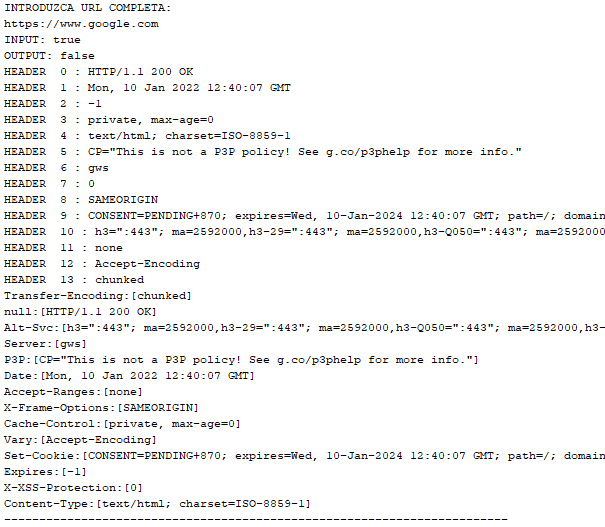 INTRODUZCA URL COMPLETA:
https://www.google.com
INPUT: true
OUTPUT: false
HEADER  0 : HTTP/1.1 200 OK
HEADER  1 : Mon, 10 Jan 2022 12:40:07 GMT
HEADER  2 : -1
HEADER  3 : private, max-age=0
HEADER  4 : text/html; charset=ISO-8859-1
HEADER  5 : CP="This is not a P3P policy! See g.co/p3phelp for more info."
HEADER  6 : gws
HEADER  7 : 0
HEADER  8 : SAMEORIGIN
HEADER  9 : CONSENT=PENDING+870; expires=Wed, 10-Jan-2024 12:40:07 GMT; path=/; domain
HEADER  10 : h3=":443"; ma=2592000,h3-29=":443"; ma=2592000,h3-Q050=":443"; ma=2592000
HEADER  11 : none
HEADER  12 : Accept-Encoding
HEADER  13 : chunked
Transfer-Encoding:[chunked]
null:[HTTP/1.1 200 OK]
Alt-Svc:[h3=":443"; ma=2592000,h3-29=":443"; ma=2592000,h3-Q050=":443"; ma=2592000,h3-
Server:[gws]
P3P:[CP="This is not a P3P policy! See g.co/p3phelp for more info."]
Date:[Mon, 10 Jan 2022 12:40:07 GMT]
Accept-Ranges:[none]
X-Frame-Options:[SAMEORIGIN]
Cache-Control:[private, max-age=0]
Vary:[Accept-Encoding]
Set-Cookie:[CONSENT=PENDING+870; expires=Wed, 10-Jan-2024 12:40:07 GMT; path=/; domain
Expires:[-1]
X-XSS-Protection:[0]
Content-Type:[text/html; charset=ISO-8859-1]
------------------------------------------------------------------------